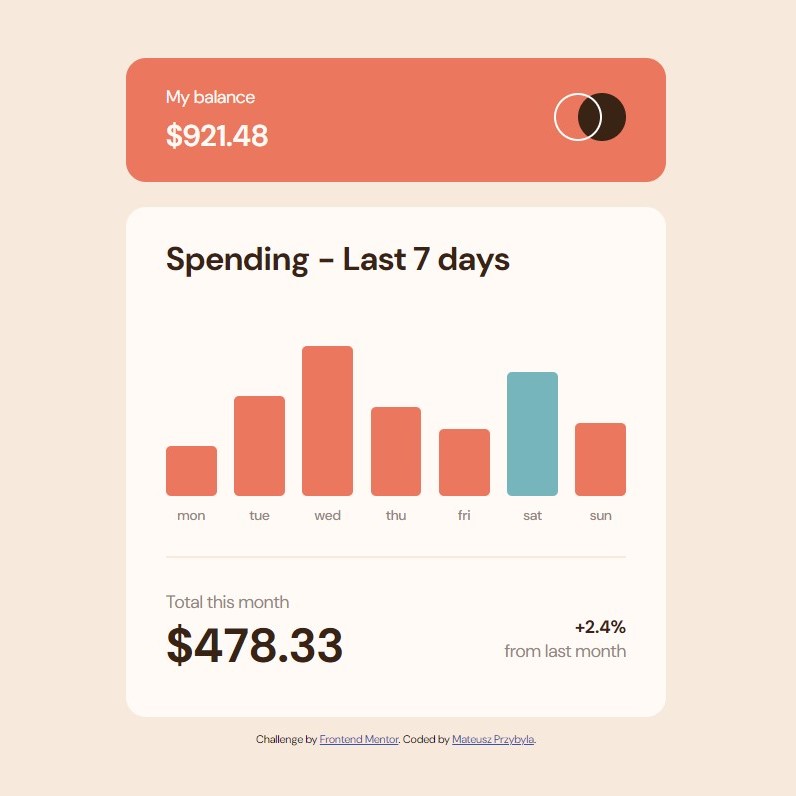 My balance
$921.48
Spending - Last 7 days
mon tue wed thu fri sat sun
Total this month
$478.33
+2.4%
from last month
Challenge by Frontend Mentor. Coded by Mateusz Przybyla.